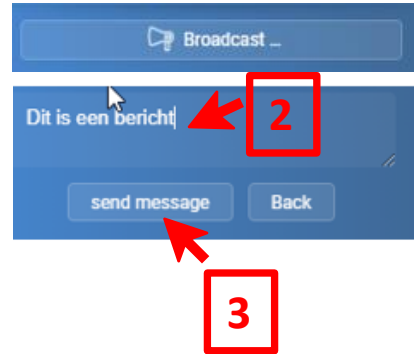 Broadcast ...
Dit is een bericht
2
send message
Back
3